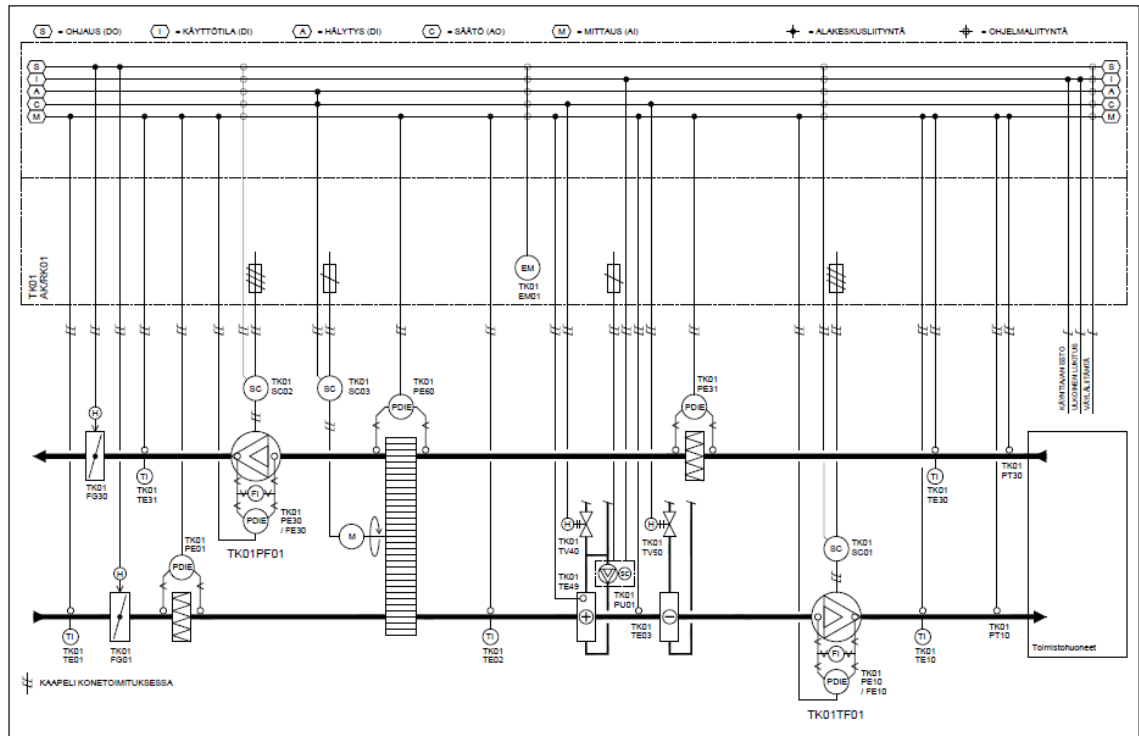 S = OHJAUS (DO)
I = KÄYTTÖTILA (DI)
A = HÄLYTYS (DI)
C = SÄÄTÖ (AO)
M = MITTAUS (AI)
= ALAKESKUSLIITYNTÄ
= OHJELMALIITYNTÄ
S
S
I
I
A
A
C
C
M
M
TK01
AK/RK01
EM
TK01
EM01
KÄYNTIAJAN ESTO
ULKOINEN LUKITUS
VÄYLÄLIITÄNTÄ
SC
TK01
SC02
SC
TK01
SC03
TK01
PE60
PDIE
TK01
PE31
PDIE
H
TK01
FG30
TI
TK01
TE31
FI
PDIE
TK01
PE30
/ FE30
TK01PF01
M
TI
TK01
TE30
TK01
PT30
TK01
PE01
PDIE
H
TK01
FG01
TI
TK01
TE01
TI
TK01
TE02
H
TK01
TV40
TK01
TE49
SC
TK01
PU01
H
TK01
TV50
TK01
TE03
SC
TK01
SC01
FI
PDIE
TK01
PE10
/ FE10
TK01TF01
TI
TK01
TE10
TK01
PT10
Toimistohuoneet
KAAPELI KONETOIMITUKSESSA